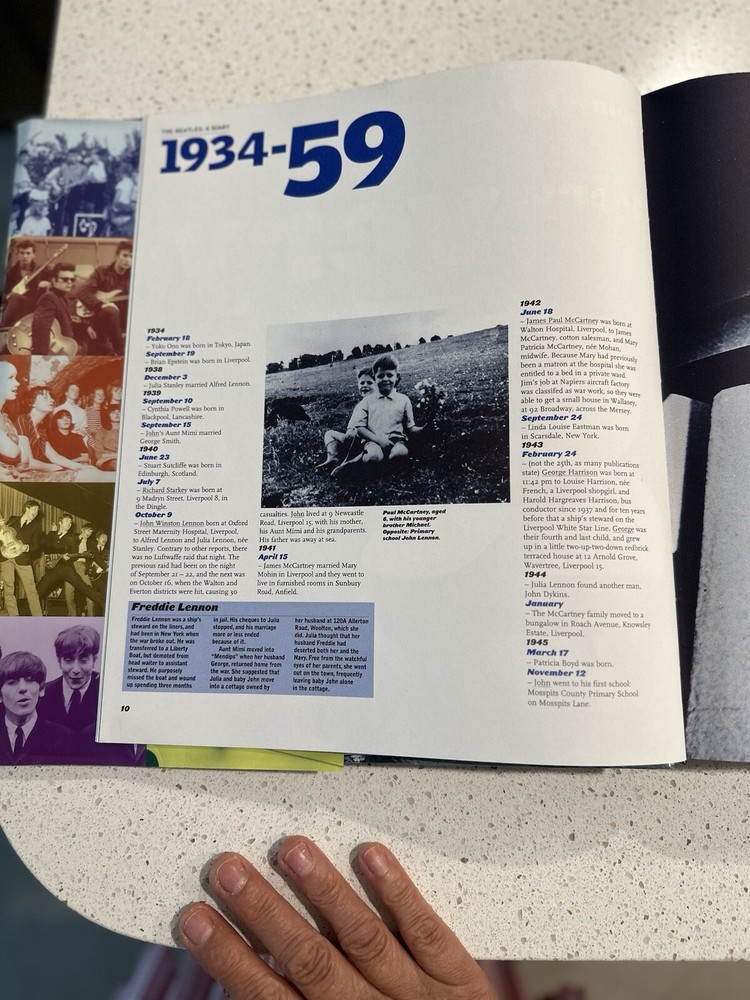 THE BEATLES: A DIARY
1934-59
1934
February 18
– Yoko Ono was born in Tokyo, Japan.
September 19
– Brian Epstein was born in Liverpool.
1938
December 3
– Julia Stanley married Alfred Lennon.
1939
September 10
– Cynthia Powell was born in
Blackpool, Lancashire.
September 15
– John's Aunt Mimi married
George Smith.
1940
June 23
– Stuart Sutcliffe was born in
Edinburgh, Scotland.
July 7
– Richard Starkey was born at
9 Madryn Street, Liverpool 8, in
the Dingle.
October 9
– John Winston Lennon born at Oxford
Street Maternity Hospital, Liverpool,
to Alfred Lennon and Julia Lennon, née
Stanley. Contrary to other reports, there
was no Luftwaffe raid that night. The
previous raid had been on the night
of September 21 – 22, and the next was
on October 16, when the Walton and
Everton districts were hit, causing 30
casualties. John lived at 9 Newcastle
Road, Liverpool 15, with his mother,
his Aunt Mimi and his grandparents.
His father was away at sea.
1941
April 15
– James McCartney married Mary
Mohin in Liverpool and they went to
live in furnished rooms in Sunbury
Road, Anfield.
Paul McCartney, aged
6, with his younger
brother Michael.
Opposite: Primary
school John Lennon.
1942
June 18
– James Paul McCartney was born at
Walton Hospital, Liverpool, to James
McCartney, cotton salesman, and Mary
Patricia McCartney, née Mohan,
midwife. Because Mary had previously
been a matron at the hospital she was
entitled to a bed in a private ward.
Jim's job at Napiers aircraft factory
was classifed as war work, so they were
able to get a small house in Wallasey,
at 92 Broadway, across the Mersey.
September 24
– Linda Louise Eastman was born
in Scarsdale, New York.
1943
February 24
– (not the 25th, as many publications
state) George Harrison was born at
11:42 pm to Louise Harrison, née
French, a Liverpool shopgirl, and
Harold Hargreaves Harrison, bus
conductor since 1937 and for ten years
before that a ship's steward on the
Liverpool White Star Line. George was
their fourth and last child, and grew
up in a little two-up-two-down redbrick
terraced house at 12 Arnold Grove,
Wavertree, Liverpool 15.
1944
– Julia Lennon found another man,
John Dykins.
January
– The McCartney family moved to a
bungalow in Roach Avenue, Knowsley
Estate, Liverpool.
1945
March 17
– Patricia Boyd was born.
November 12
– John went to his first school:
Mosspits County Primary School
on Mosspits Lane.
Freddie Lennon
Freddie Lennon was a ship's
steward on the liners, and
had been in New York when
the war broke out. He was
transferred to a Liberty
Boat, but demoted from
head waiter to assistant
steward. He purposely
missed the boat and wound
up spending three months
in jail. His cheques to Julia
stopped, and his marriage
more or less ended
because of it.
Aunt Mimi moved into
"Mendips" when her husband
George, returned home from
the war. She suggested that
Julia and baby John move
into a cottage owned by
her husband at 120A Allerton
Road, Woolton, which she
did. Julia thought that her
husband Freddie had
deserted both her and the
Navy. Free from the watchful
eyes of her parents, she went
out on the town, frequently
leaving baby John alone
in the cottage.
10